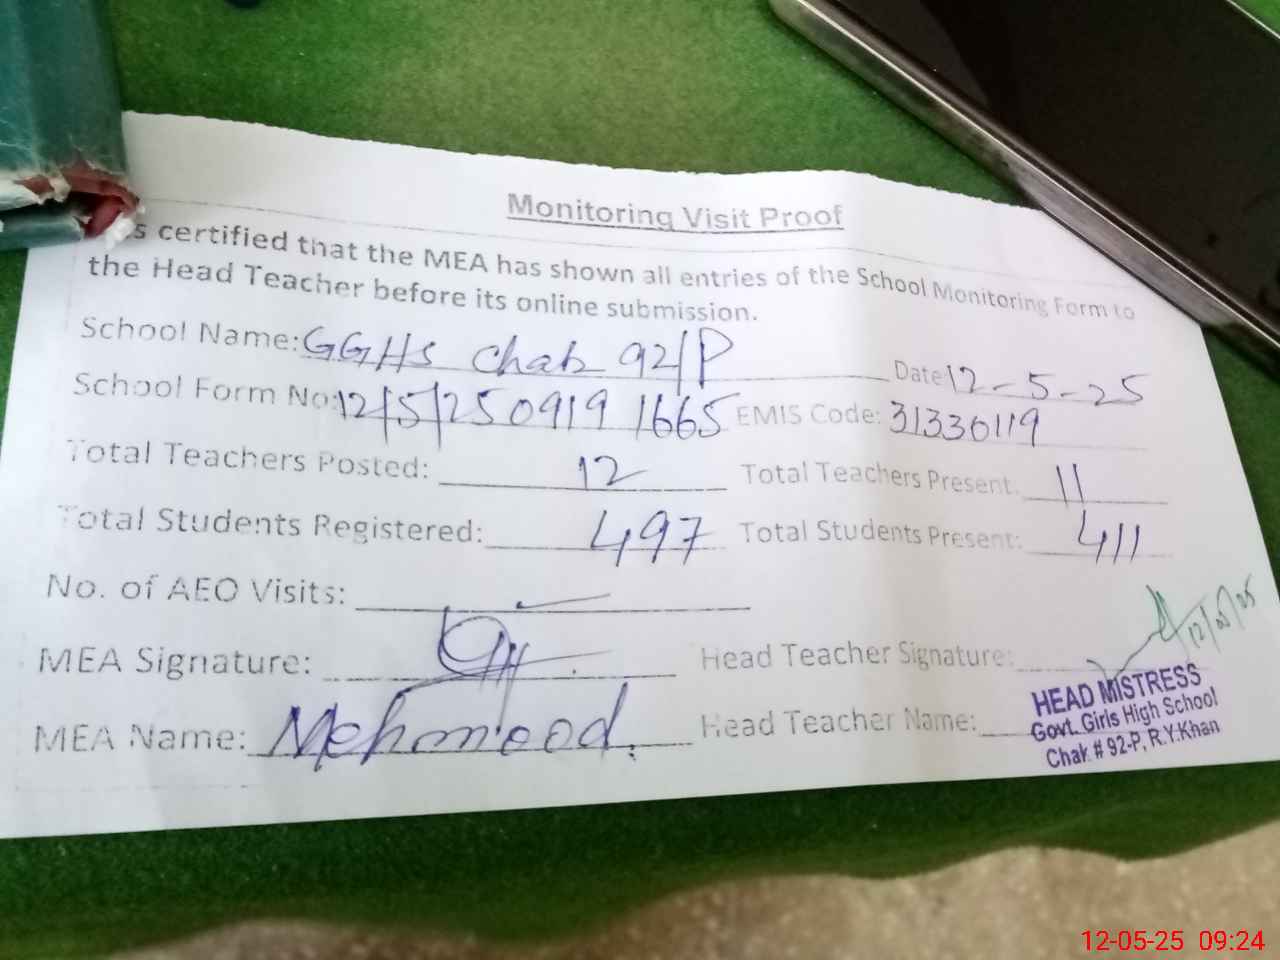 Monitoring Visit Proof
s certified that the MEA has shown all entries of the School Monitoring Form to
the Head Teacher before its online submission.
School Name: GGHS Chak 92/P Date 12-5-25
School Form No: 12/5/250919 1665 EMIS Code: 31330119
Total Teachers Posted: 12 Total Teachers Present: 11
Total Students Registered: 497 Total Students Present: 411
No. of AEO Visits:
MEA Signature: Head Teacher Signature: 12/05/25
MEA Name: Mehmood. Head Teacher Name:
HEAD MISTRESS
Govt. Girls High School
Chak # 92-P, R.Y.Khan
12-05-25 09:24